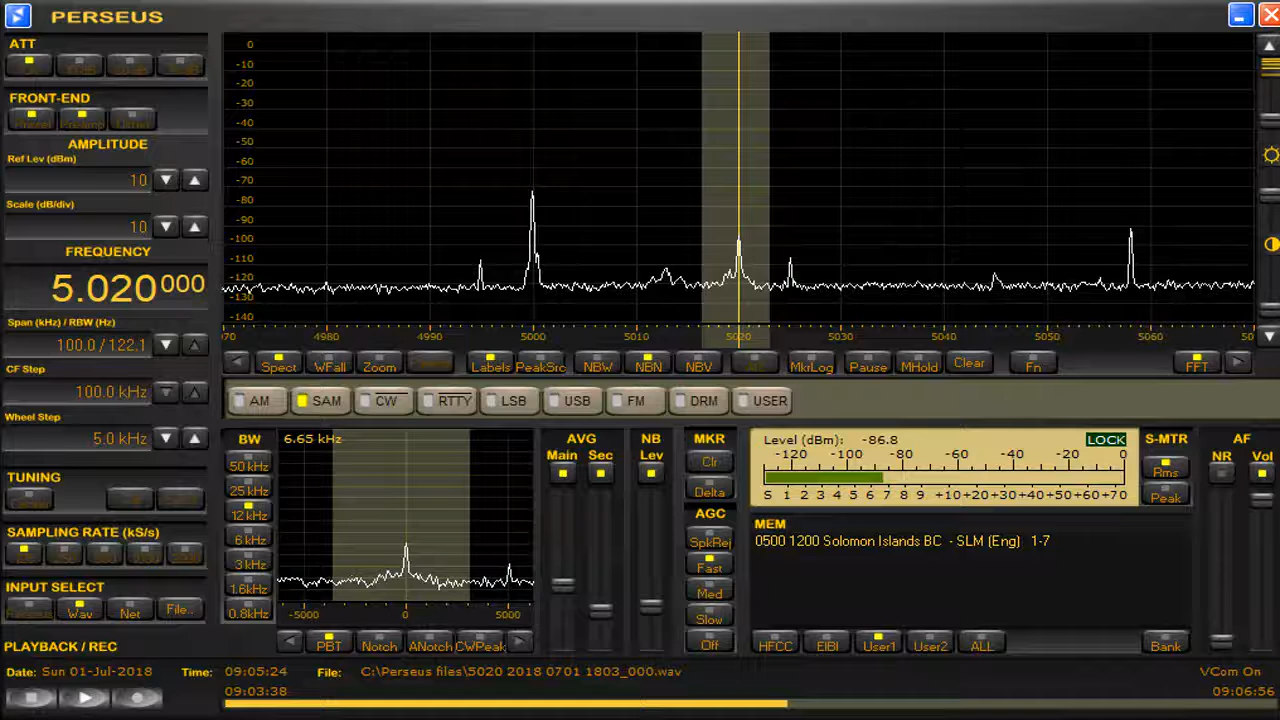 PERSEUS
ATT
FRONT-END
AMPLITUDE
Ref Lev (dBm)
10
Scale (dB/div)
10
FREQUENCY
5.020000
Span (kHz) / RBW (Hz)
100.0 / 122.1
CF Step
100.0 kHz
Wheel Step
5.0 kHz
TUNING
SAMPLING RATE (kS/s)
INPUT SELECT
Wav Net File..
PLAYBACK / REC
0
-10
-20
-30
-40
-50
-60
-70
-80
-90
-100
-110
-120
-130
-140
70 4980 4990 5000 5010 5020 5030 5040 5050 5060
Spect WFall Zoom Labels PeakSrc NBW NBN NBV MkrLog Pause MHold Clear Fn FFT
AM SAM CW RTTY LSB USB FM DRM USER
BW
50 kHz
25 kHz
12 kHz
6 kHz
3 kHz
1.6kHz
0.8kHz
6.65 kHz
-5000 0 5000
PBT Notch ANotch CWPeak
AVG
Main Sec
NB
Lev
MKR
Clr
Delta
AGC
SpkRej
Fast
Med
Slow
Off
Level (dBm): -86.8 LOCK
-120 -100 -80 -60 -40 -20 0
S 1 2 3 4 5 6 7 8 9 +10+20+30+40+50+60+70
S-MTR
Rms
Peak
AF
NR Vol
MEM
0500 1200 Solomon Islands BC - SLM (Eng) 1-7
HFCC EIBI User1 User2 ALL Bank
Date: Sun 01-Jul-2018 Time: 09:05:24 File: C:\Perseus files\5020 2018 0701 1803_000.wav VCom On
09:03:38 09:06:56